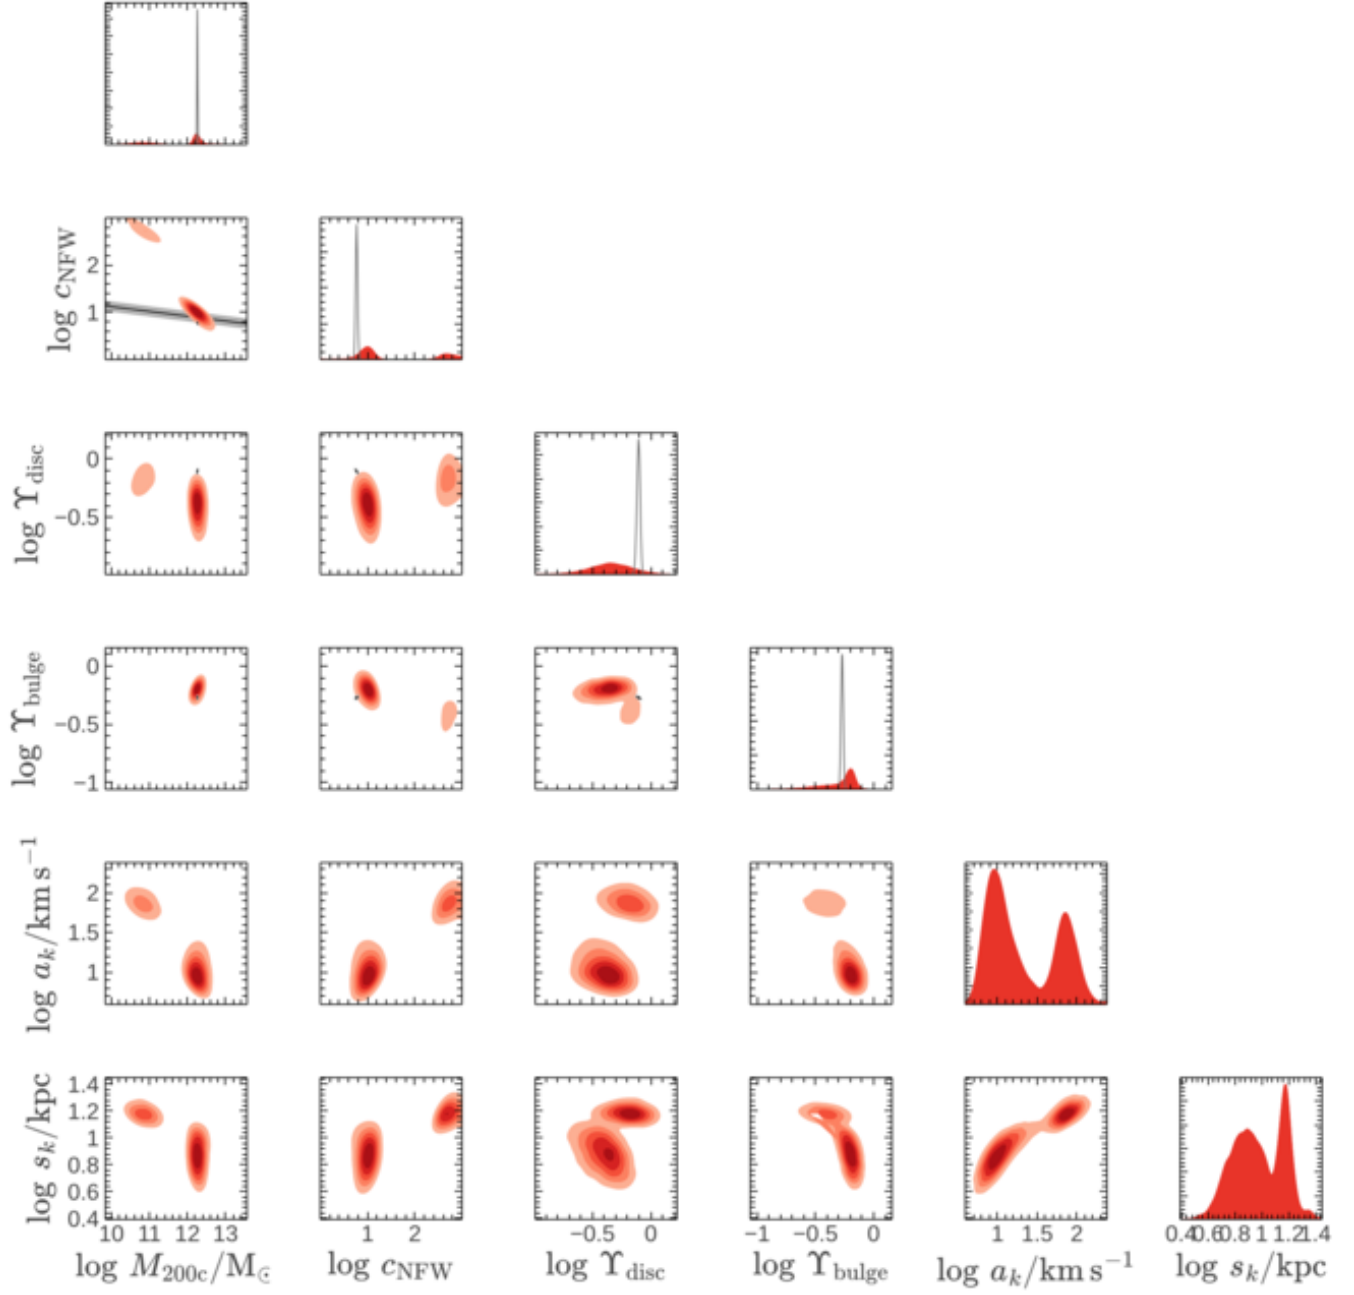 log c_NFW
2
1
log ϒ_disc
0
−0.5
log ϒ_bulge
0
−0.5
−1
log a_k/km s⁻¹
2
1.5
1
log s_k/kpc
1.4
1.2
1
0.8
0.6
0.4
10 11 12 13
1 2
−0.5 0
−1 −0.5 0
1 1.5 2
0.4 0.6 0.8 1 1.2 1.4
log M_200c/M_⊙
log c_NFW
log ϒ_disc
log ϒ_bulge
log a_k/km s⁻¹
log s_k/kpc